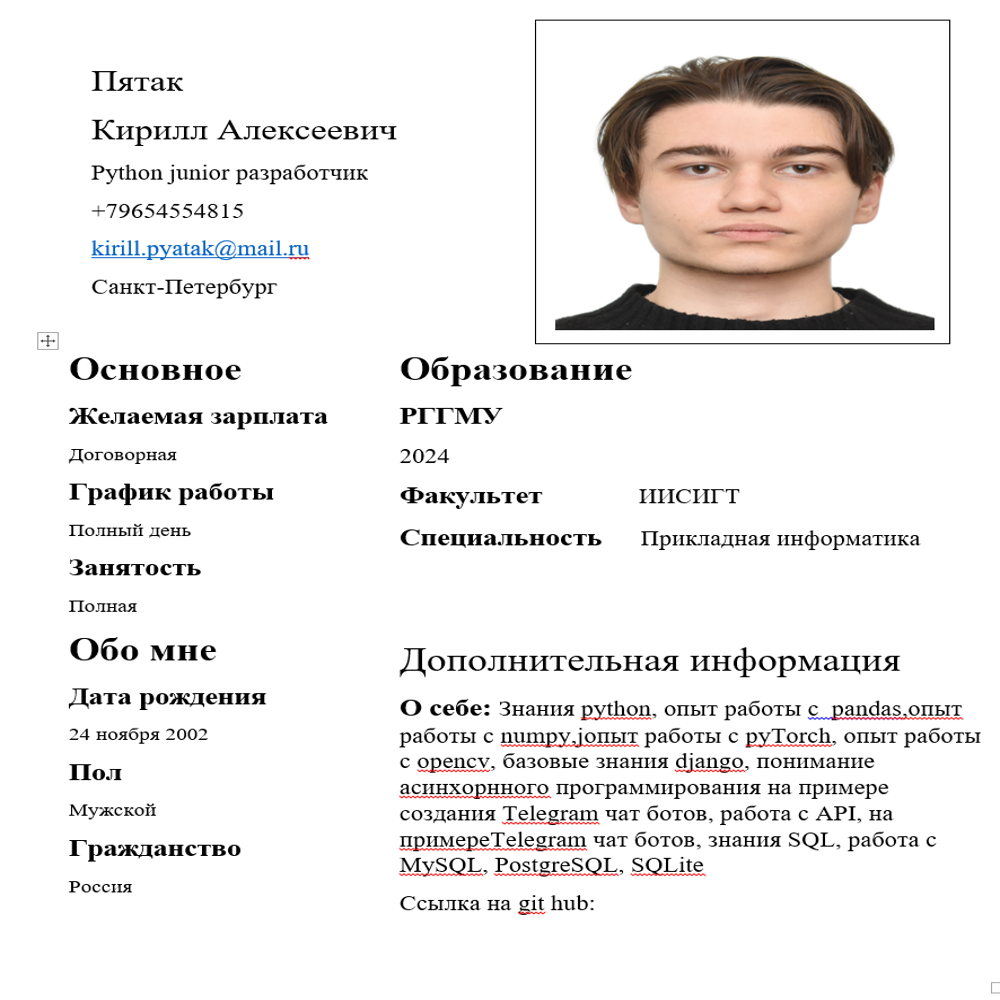 Пятак
Кирилл Алексеевич
Python junior разработчик
+79654554815
kirill.pyatak@mail.ru
Санкт-Петербург
Основное
Желаемая зарплата
Договорная
График работы
Полный день
Занятость
Полная
Обо мне
Дата рождения
24 ноября 2002
Пол
Мужской
Гражданство
Россия
Образование
РГГМУ
2024
Факультет ИИСИГТ
Специальность Прикладная информатика
Дополнительная информация
О себе: Знания python, опыт работы с pandas,опыт
работы с numpy,jопыт работы с pyTorch, опыт работы
с opencv, базовые знания django, понимание
асинхорнного программирования на примере
создания Telegram чат ботов, работа с API, на
примереTelegram чат ботов, знания SQL, работа с
MySQL, PostgreSQL, SQLite
Ссылка на git hub: